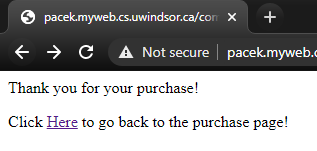 pacek.myweb.cs.uwindsor.ca/com
Not secure
pacek.myweb.c
Thank you for your purchase!
Click Here to go back to the purchase page!